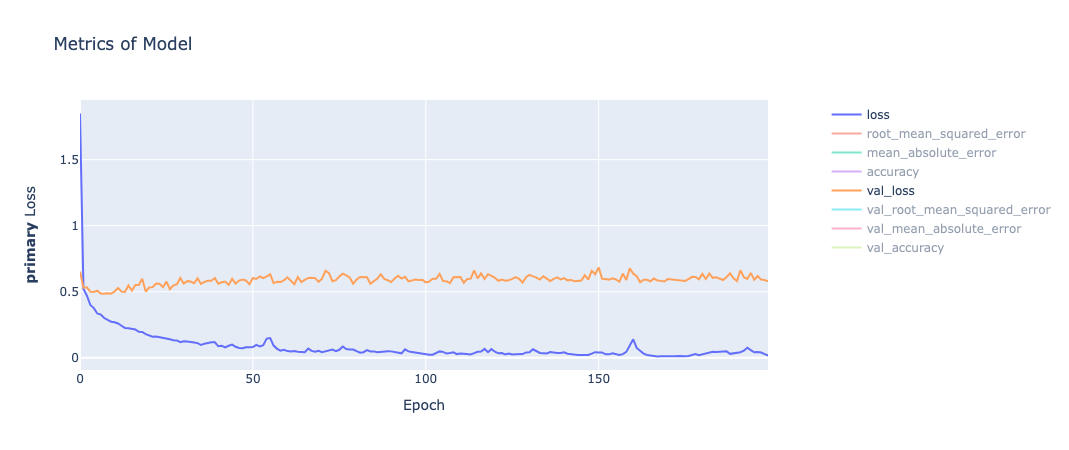 Metrics of Model
primary Loss
1.5
1
0.5
0
0
50
100
150
Epoch
loss
root_mean_squared_error
mean_absolute_error
accuracy
val_loss
val_root_mean_squared_error
val_mean_absolute_error
val_accuracy